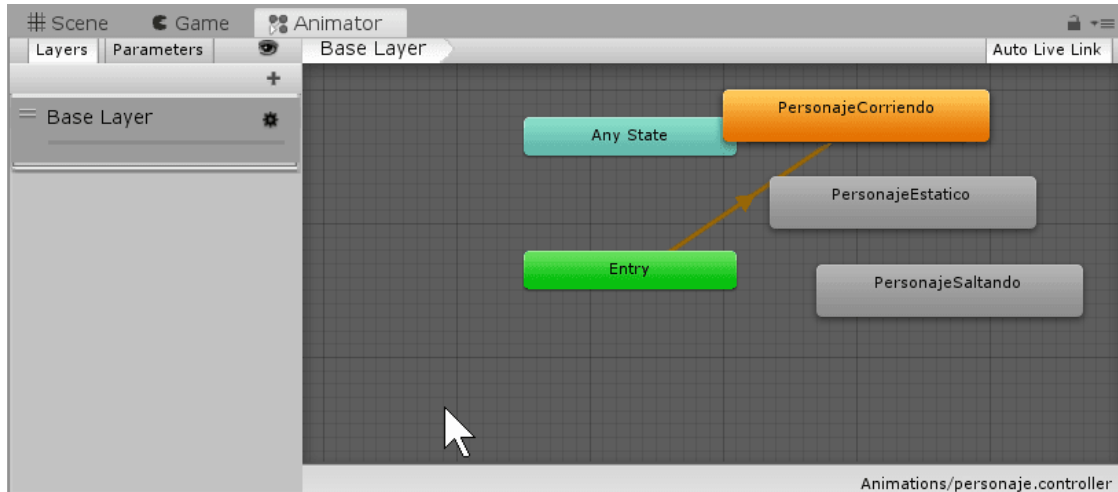 Scene Game Animator
Layers Parameters Base Layer Auto Live Link
+
Base Layer
PersonajeCorriendo
Any State
PersonajeEstatico
Entry
PersonajeSaltando
Animations/personaje.controller